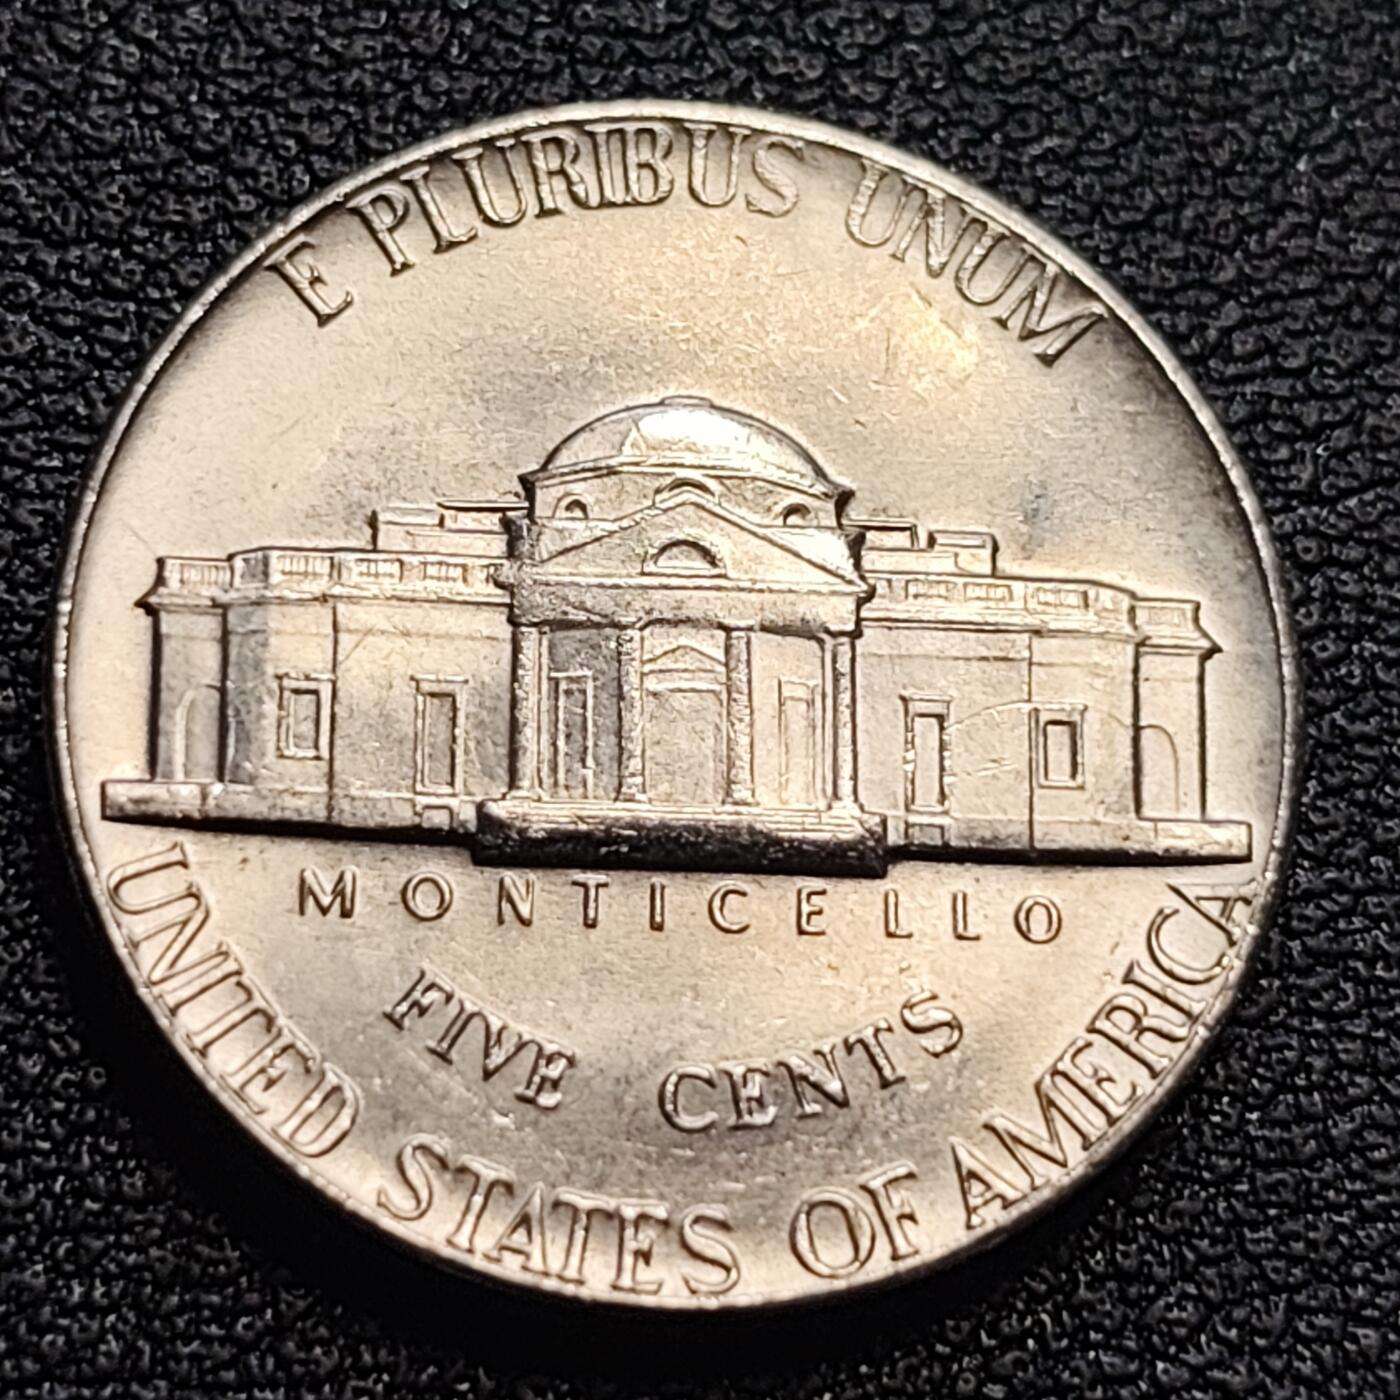 E PLURIBUS UNUM
MONTICELLO
FIVE CENTS
UNITED STATES OF AMERICA